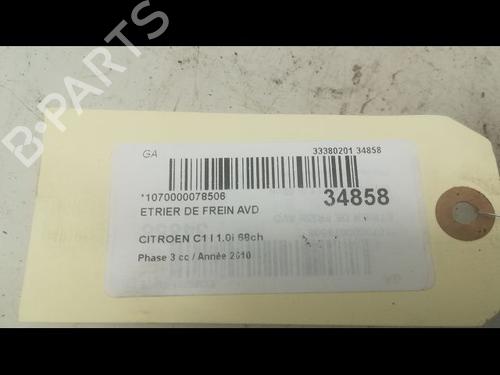 B-PARTS
GA
33380201 34858
*1070000078506
34858
ETRIER DE FREIN AVD
CITROEN C1 I 1.0i 68ch
Phase 3 cc / Année 2010